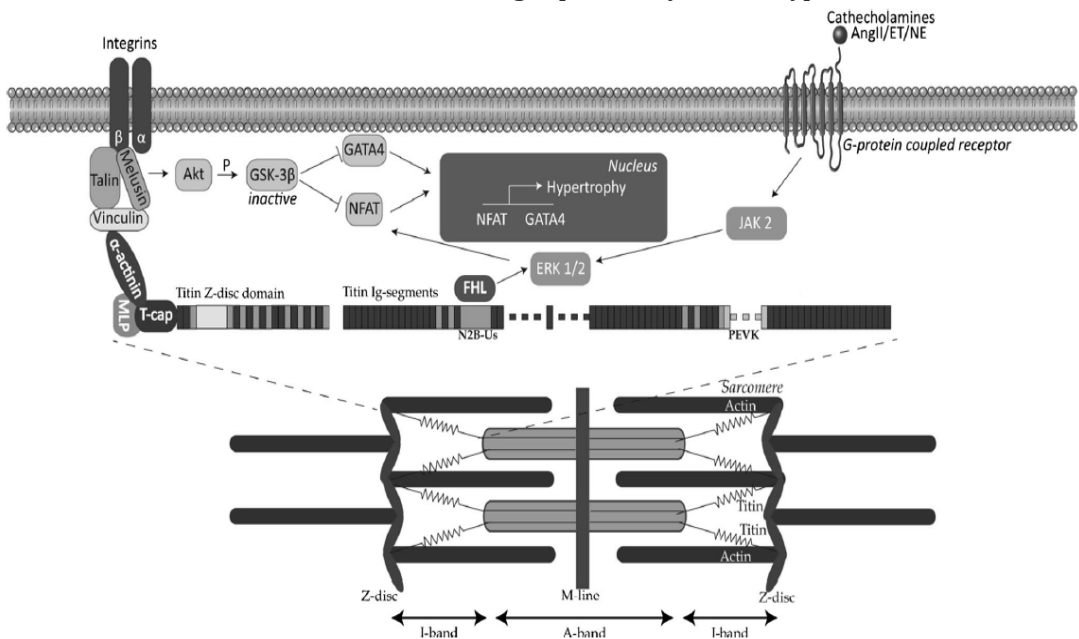 Cathecholamines
AngII/ET/NE
Integrins
β
α
G-protein coupled receptor
Talin
Melusin
Akt
P
GSK-3β
inactive
GATA4
NFAT
Nucleus
Hypertrophy
NFAT
GATA4
Vinculin
JAK 2
α-actinin
ERK 1/2
FHL
MLP
T-cap
Titin Z-disc domain
Titin Ig-segments
N2B-Us
PEVK
Sarcomere
Actin
Titin
Titin
Actin
Z-disc
M-line
Z-disc
I-band
A-band
I-band